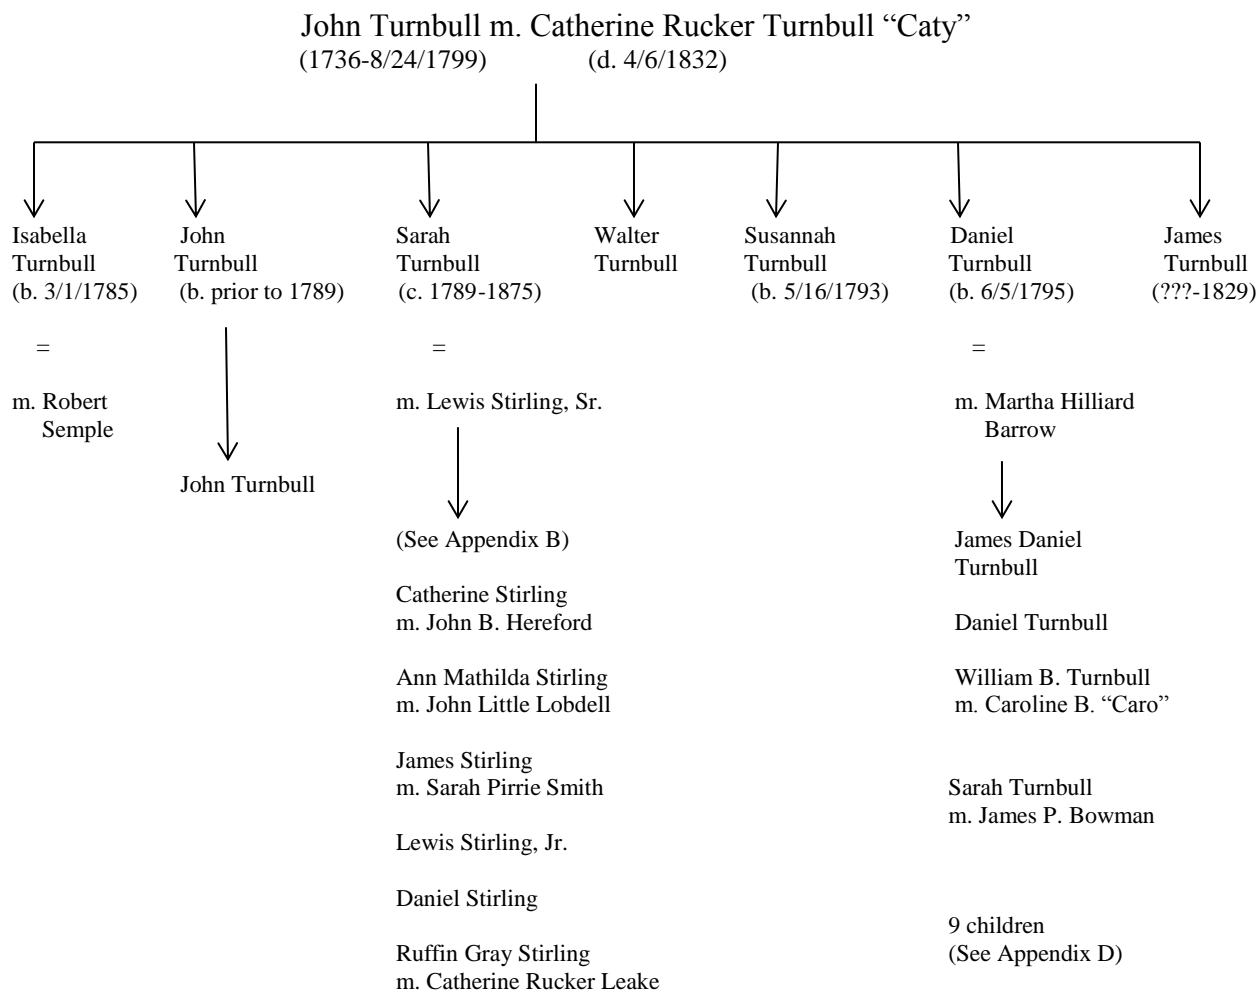 John Turnbull m. Catherine Rucker Turnbull “Caty”
(1736-8/24/1799) (d. 4/6/1832)
Isabella
Turnbull
(b. 3/1/1785)
=
m. Robert
Semple
John
Turnbull
(b. prior to 1789)
John Turnbull
Sarah
Turnbull
(c. 1789-1875)
=
m. Lewis Stirling, Sr.
(See Appendix B)
Catherine Stirling
m. John B. Hereford
Ann Mathilda Stirling
m. John Little Lobdell
James Stirling
m. Sarah Pirrie Smith
Lewis Stirling, Jr.
Daniel Stirling
Ruffin Gray Stirling
m. Catherine Rucker Leake
Walter
Turnbull
Susannah
Turnbull
(b. 5/16/1793)
Daniel
Turnbull
(b. 6/5/1795)
=
m. Martha Hilliard
Barrow
James Daniel
Turnbull
Daniel Turnbull
William B. Turnbull
m. Caroline B. “Caro”
Sarah Turnbull
m. James P. Bowman
9 children
(See Appendix D)
James
Turnbull
(???-1829)